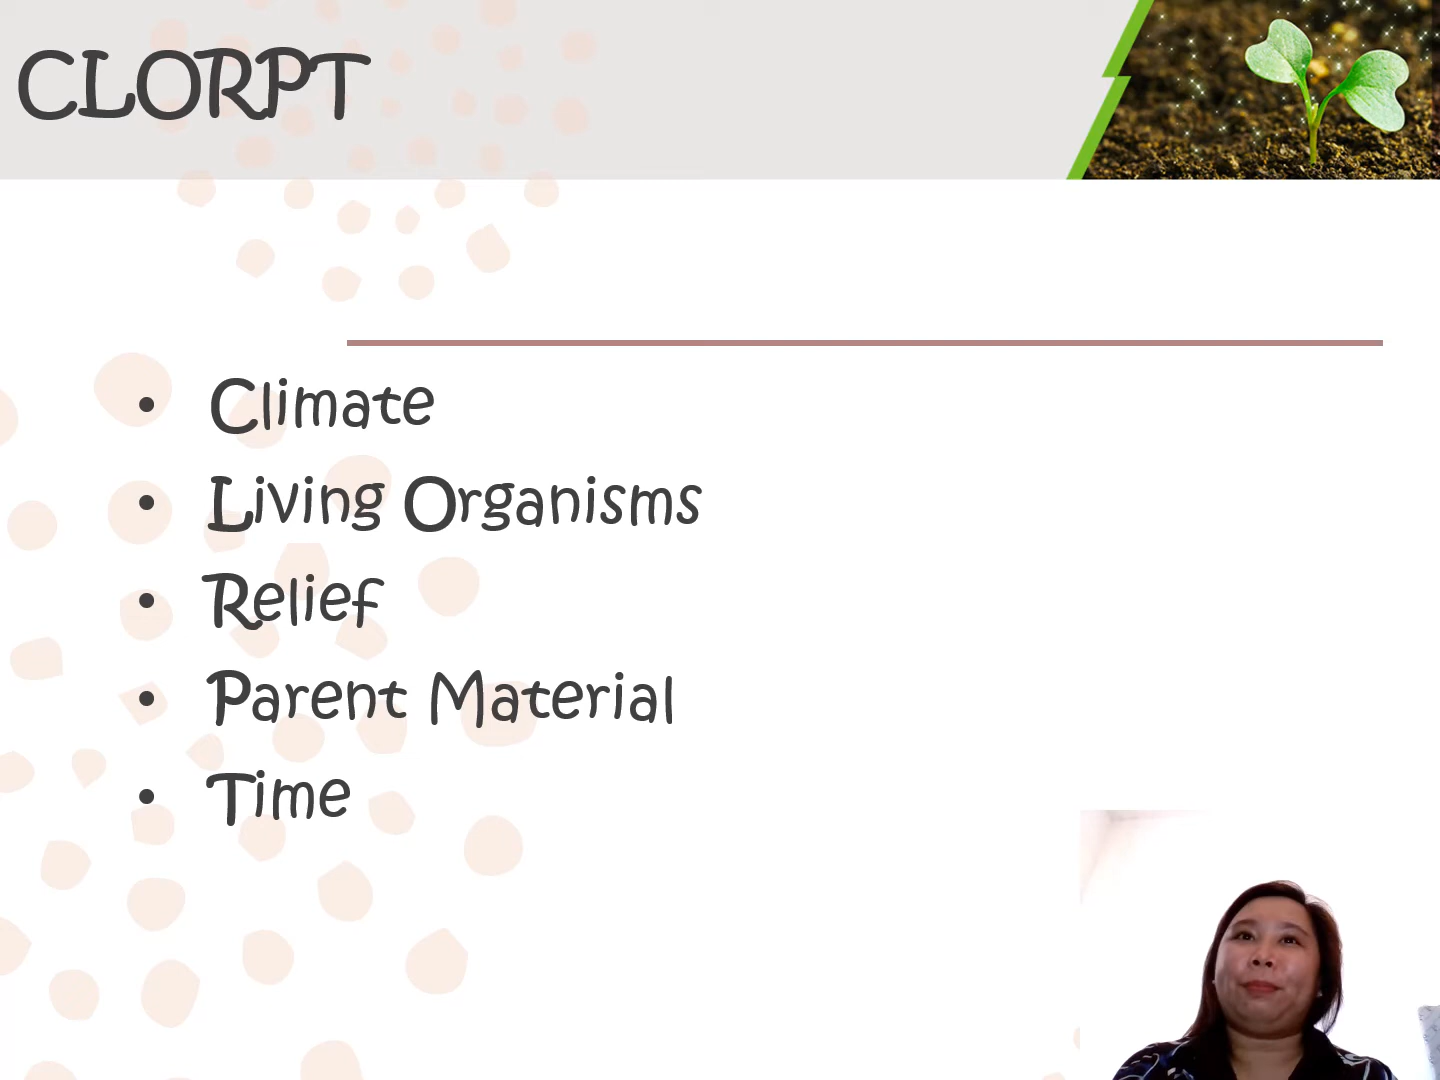 CLORPT
• Climate
• Living Organisms
• Relief
• Parent Material
• Time